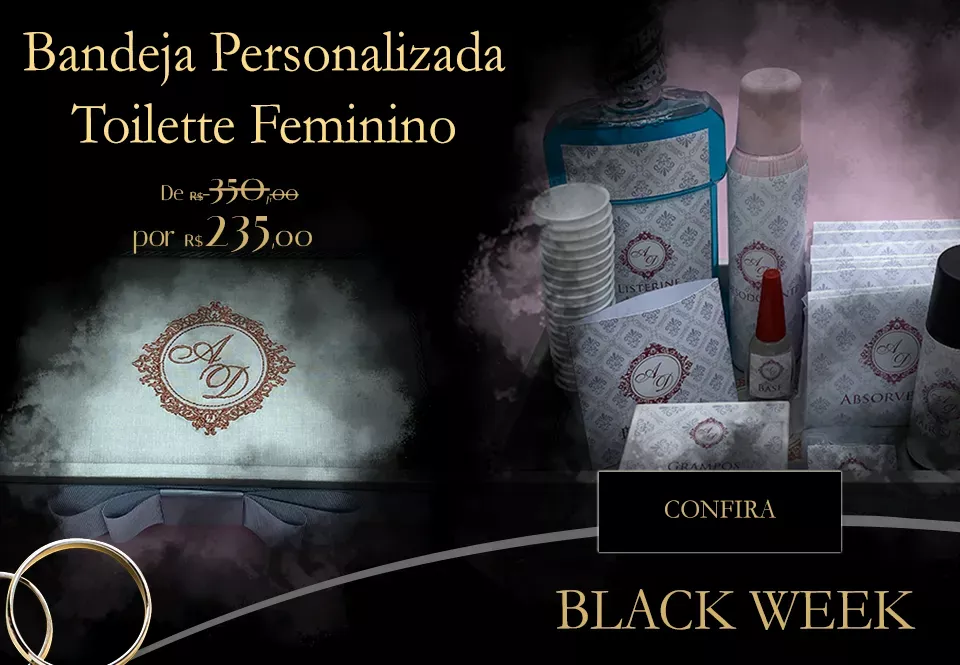 Bandeja Personalizada
Toilette Feminino
De R$ 350,00
por R$235,00
AD
LISTERINE
AD
AD
AD
BASE
AD
ABSORVE
GRAMPOS
CONFIRA
BLACK WEEK